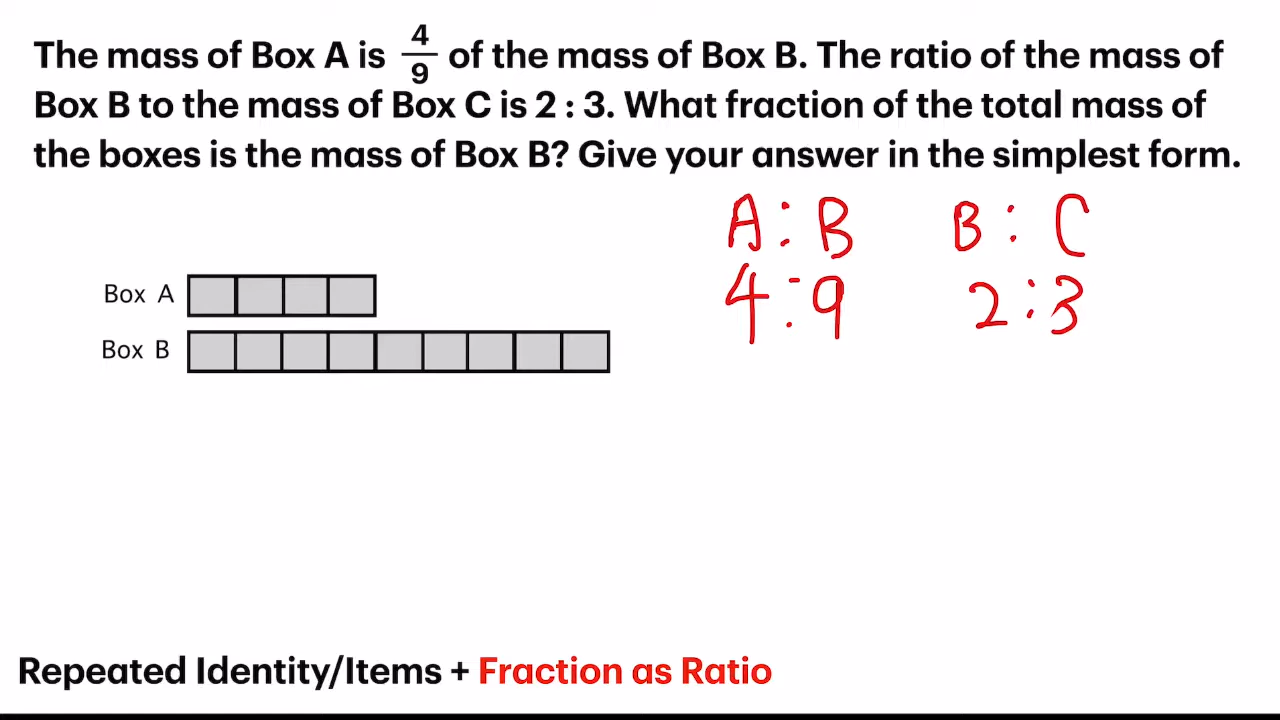 The mass of Box A is 4/9 of the mass of Box B. The ratio of the mass of
Box B to the mass of Box C is 2 : 3. What fraction of the total mass of
the boxes is the mass of Box B? Give your answer in the simplest form.
A : B B : C
4 : 9 2 : 3
Box A
Box B
Repeated Identity/Items + Fraction as Ratio